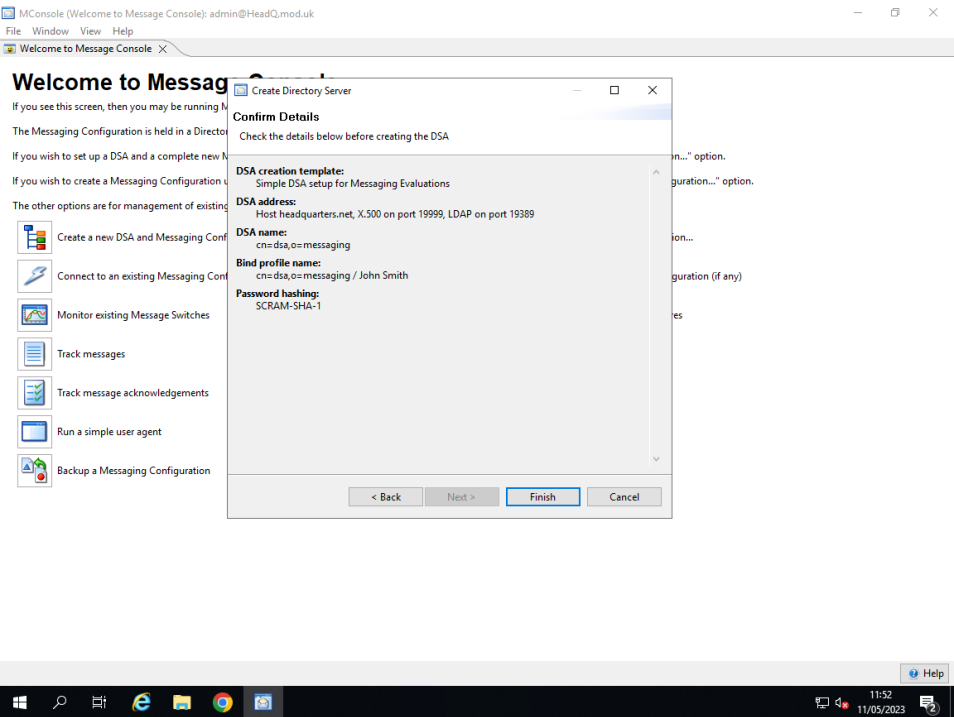 MConsole (Welcome to Message Console): admin@HeadQ.mod.uk
File Window View Help
Welcome to Message Console
Welcome to Messag
If you see this screen, then you may be running
The Messaging Configuration is held in a Director
If you wish to set up a DSA and a complete new
n..." option.
If you wish to create a Messaging Configuration
guration..." option.
The other options are for management of existing
Create a new DSA and Messaging Conf
ion...
Connect to an existing Messaging Conf
guration (if any)
Monitor existing Message Switches
res
Track messages
Track message acknowledgements
Run a simple user agent
Backup a Messaging Configuration
Create Directory Server
Confirm Details
Check the details below before creating the DSA
DSA creation template:
Simple DSA setup for Messaging Evaluations
DSA address:
Host headquarters.net, X.500 on port 19999, LDAP on port 19389
DSA name:
cn=dsa,o=messaging
Bind profile name:
cn=dsa,o=messaging / John Smith
Password hashing:
SCRAM-SHA-1
< Back Next > Finish Cancel
Help
11:52
11/05/2023
2